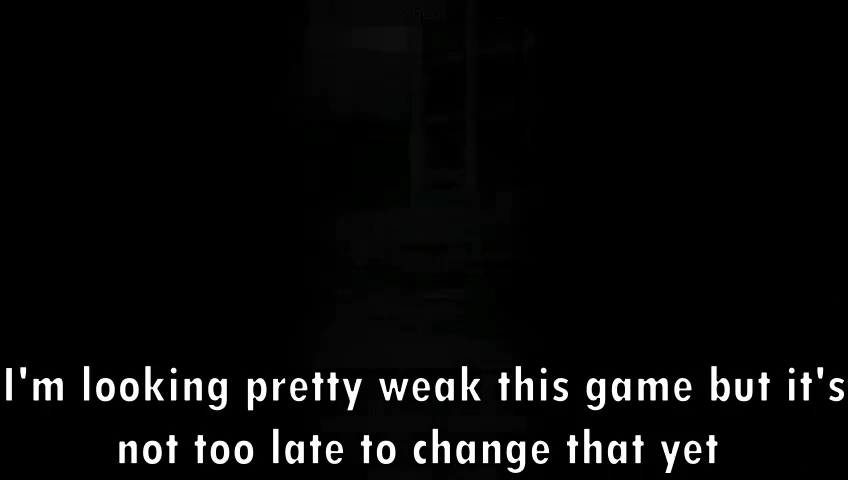 I'm looking pretty weak this game but it's
not too late to change that yet